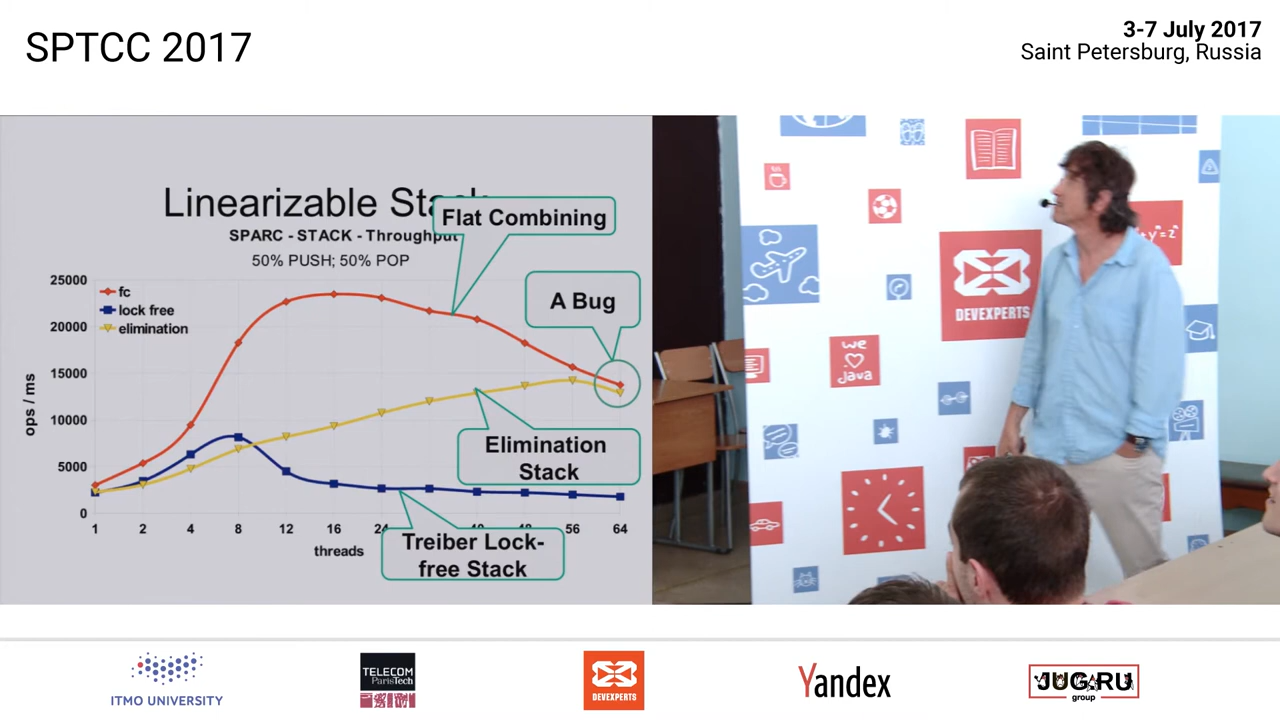 SPTCC 2017
3-7 July 2017
Saint Petersburg, Russia
Linearizable
Flat Combining
SPARC - STACK - Throughput
50% PUSH; 50% POP
A Bug
fc
lock free
elimination
25000
20000
15000
10000
5000
0
ops / ms
Elimination
Stack
1 2 4 8 12 16 24 56 64
threads
Treiber Lock-
free Stack
DEVEXPERTS
we
java
ITMO UNIVERSITY
TELECOM
ParisTech
DEVEXPERTS
Yandex
JUG.RU
group